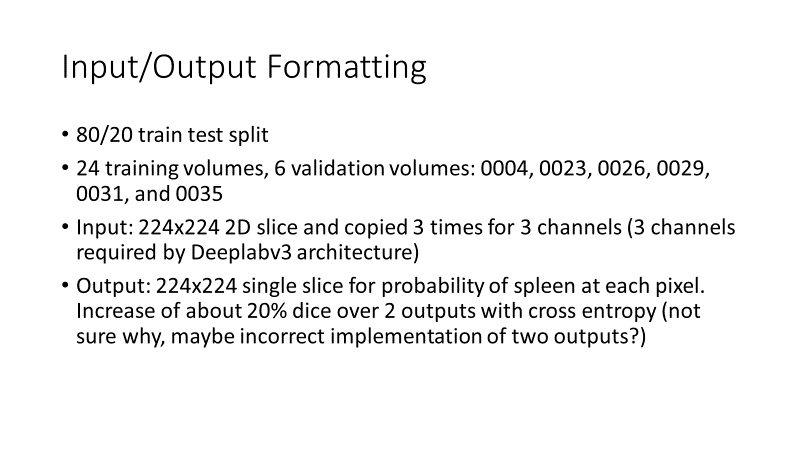 Input/Output Formatting
• 80/20 train test split
• 24 training volumes, 6 validation volumes: 0004, 0023, 0026, 0029,
0031, and 0035
• Input: 224x224 2D slice and copied 3 times for 3 channels (3 channels
required by Deeplabv3 architecture)
• Output: 224x224 single slice for probability of spleen at each pixel.
Increase of about 20% dice over 2 outputs with cross entropy (not
sure why, maybe incorrect implementation of two outputs?)